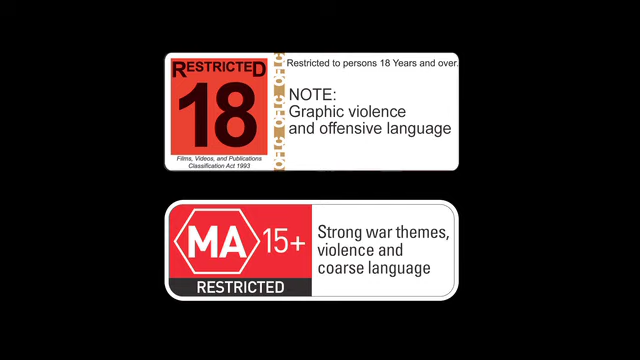 RESTRICTED
18
Films, Videos, and Publications
Classification Act 1993
Restricted to persons 18 Years and over.
NOTE:
Graphic violence
and offensive language
MA 15+
RESTRICTED
Strong war themes,
violence and
coarse language